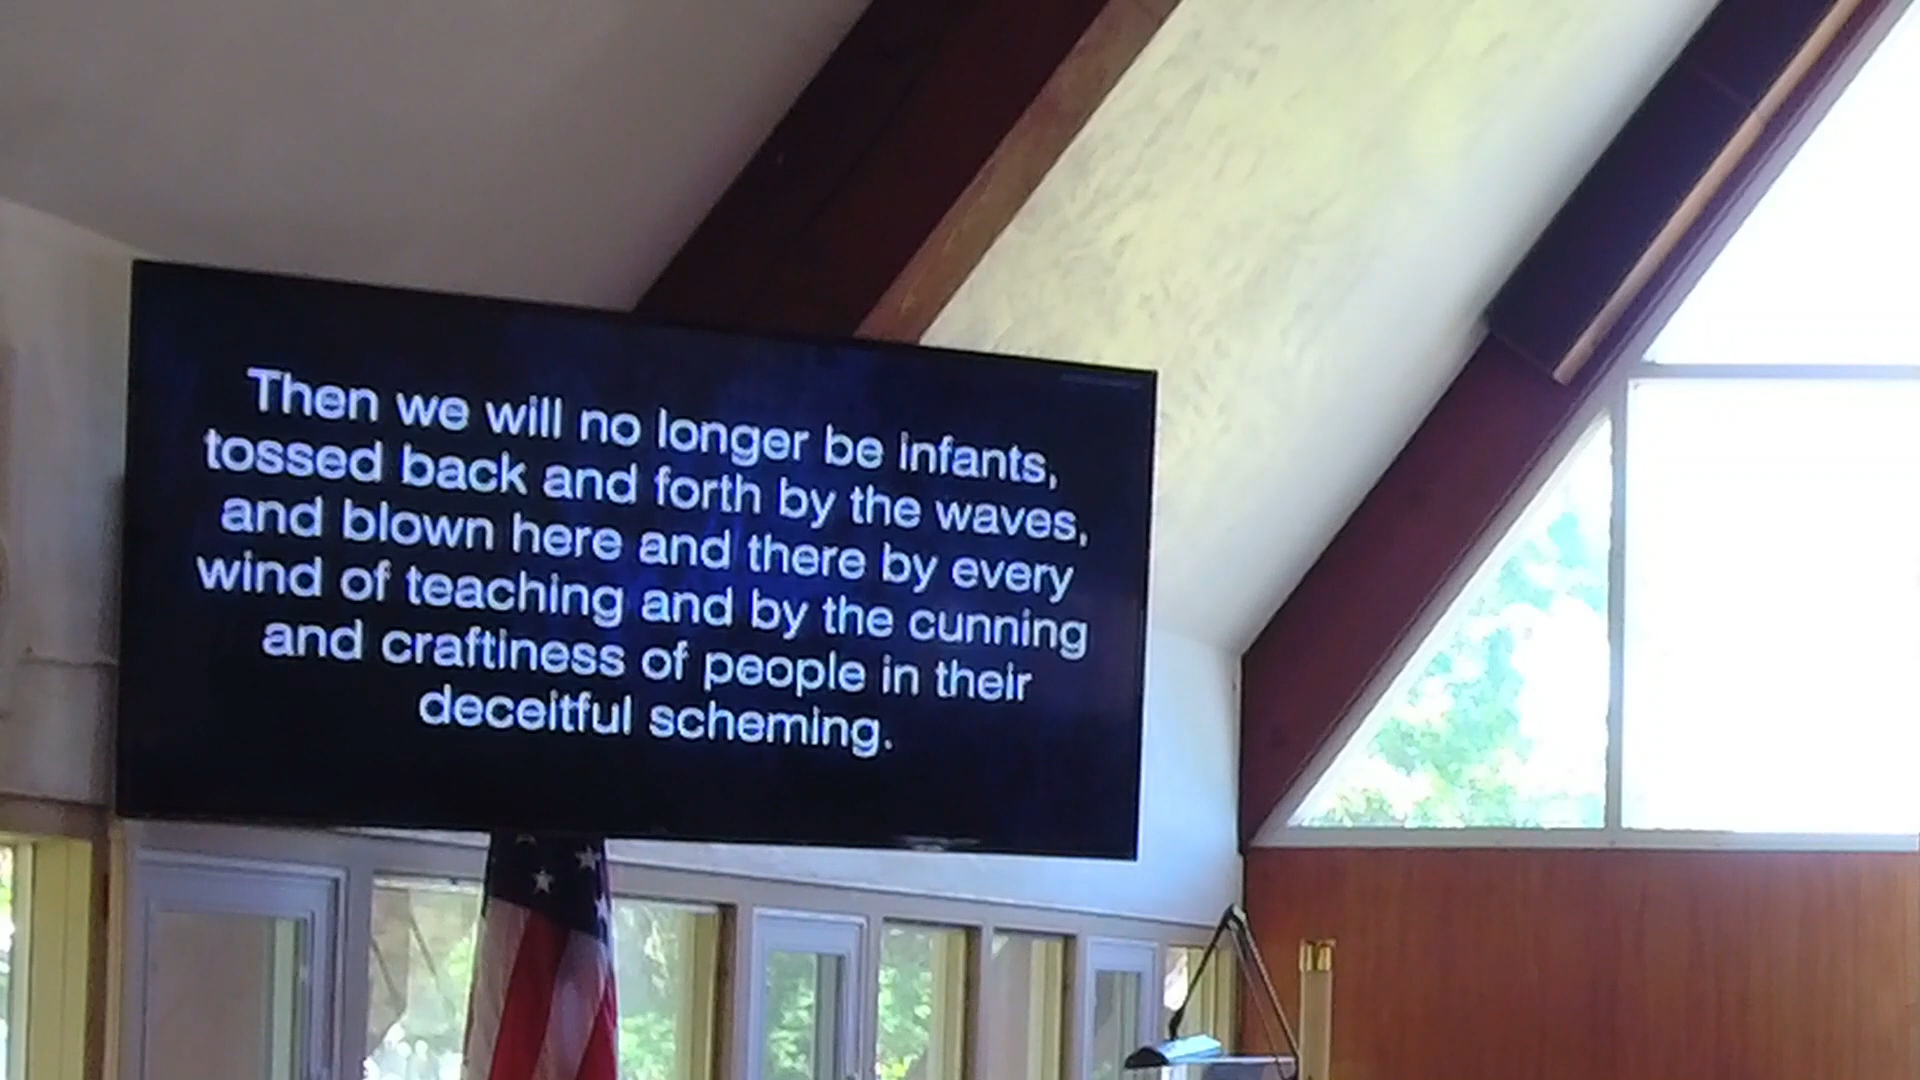 Then we will no longer be infants,
tossed back and forth by the waves,
and blown here and there by every
wind of teaching and by the cunning
and craftiness of people in their
deceitful scheming.